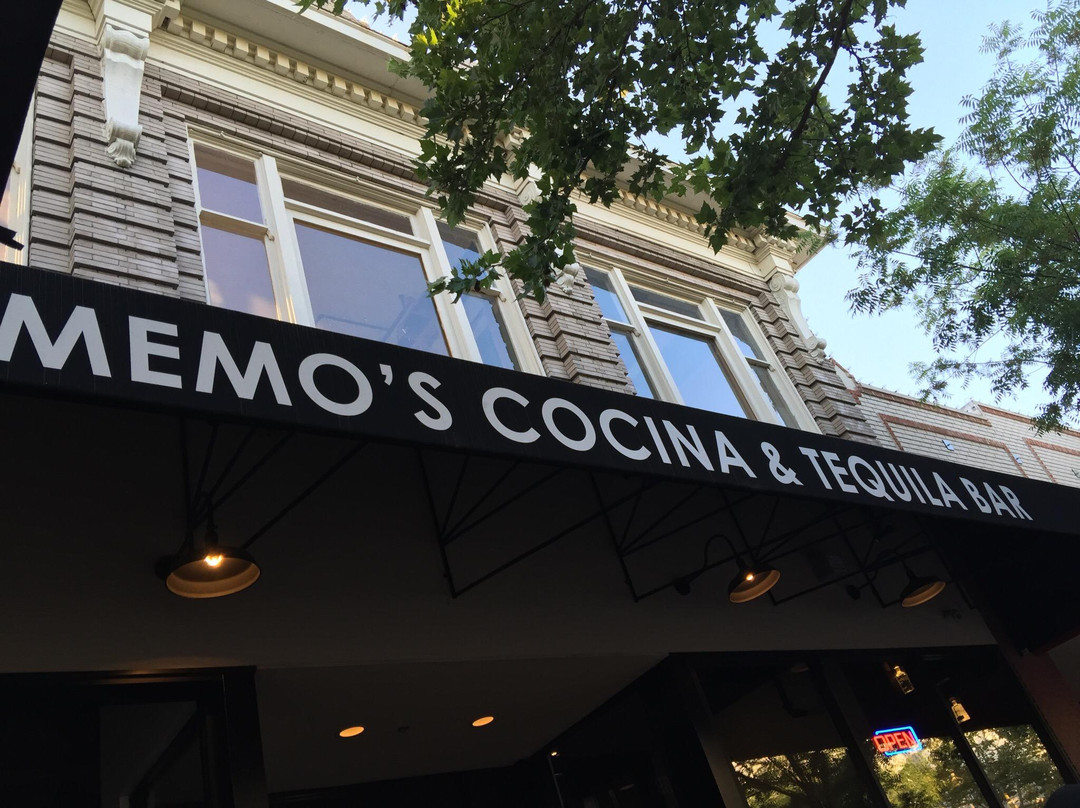 MEMO'S COCINA & TEQUILA BAR
OPEN